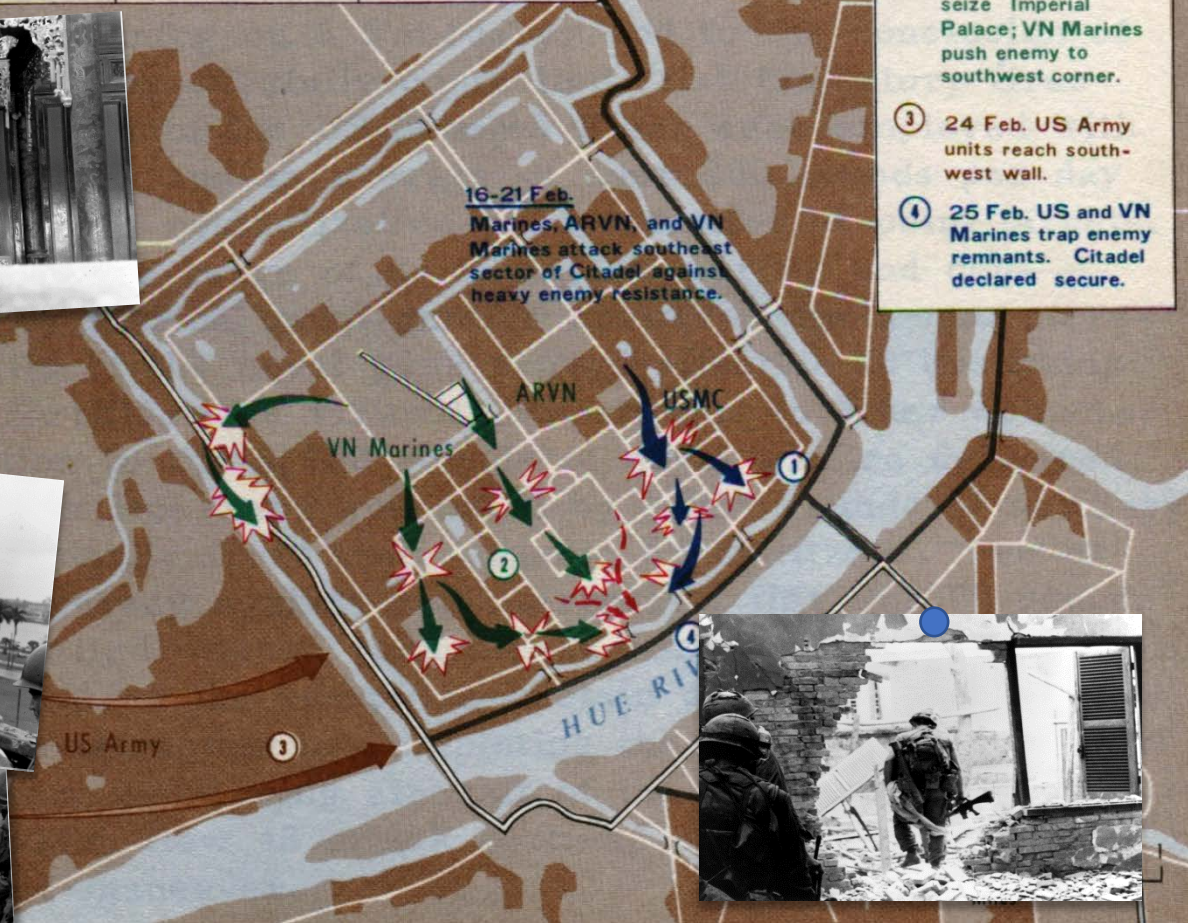 seize Imperial
Palace; VN Marines
push enemy to
southwest corner.
3 24 Feb. US Army
units reach south-
west wall.
4 25 Feb. US and VN
Marines trap enemy
remnants. Citadel
declared secure.
16-21 Feb.
Marines, ARVN, and VN
Marines attack southeast
sector of Citadel against
heavy enemy resistance.
ARVN
USMC
VN Marines
1
2
4
HUE RIV
US Army
3